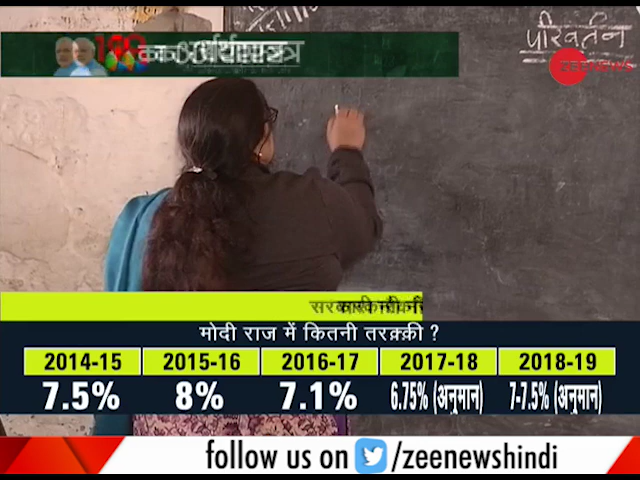 परिवर्तन
ZEENEWS
मोदी राज में कितनी तरक़्क़ी ?
2014-15 2015-16 2016-17 2017-18 2018-19
7.5% 8% 7.1% 6.75% (अनुमान) 7-7.5% (अनुमान)
follow us on /zeenewshindi